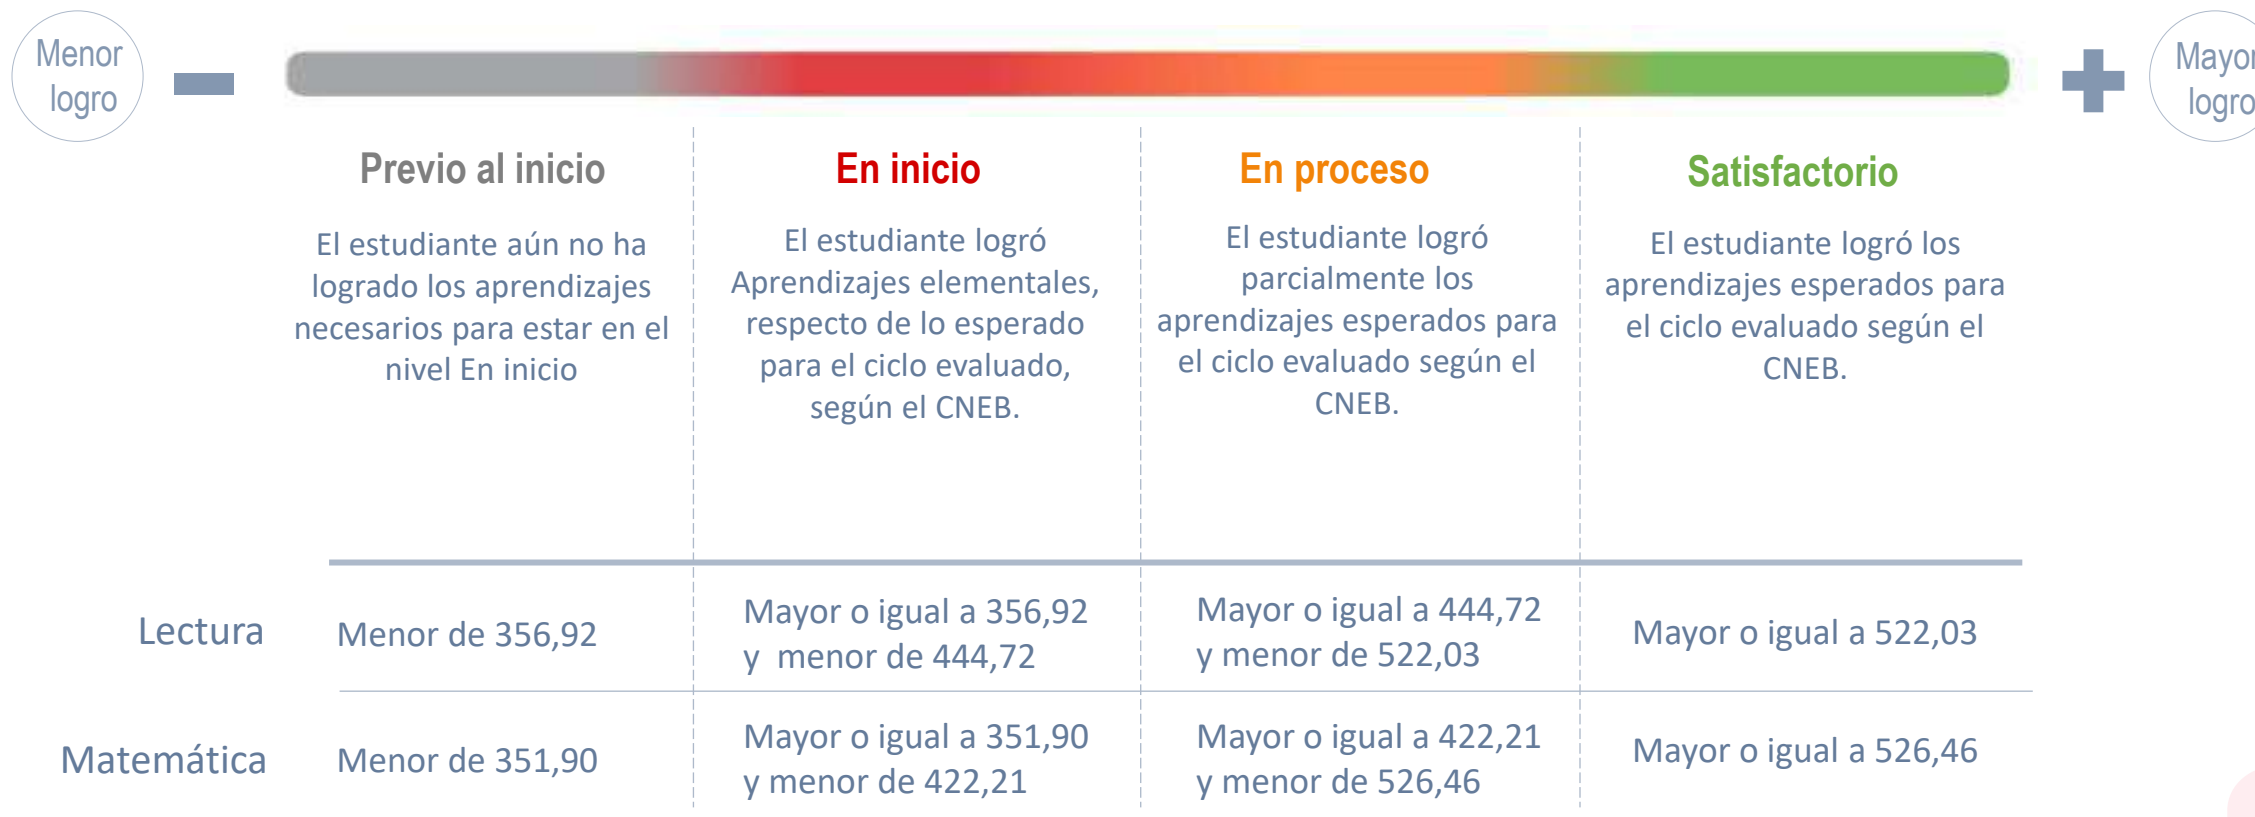 Menor
logro
Mayor
logro
Previo al inicio
El estudiante aún no ha
logrado los aprendizajes
necesarios para estar en el
nivel En inicio
En inicio
El estudiante logró
Aprendizajes elementales,
respecto de lo esperado
para el ciclo evaluado,
según el CNEB.
En proceso
El estudiante logró
parcialmente los
aprendizajes esperados para
el ciclo evaluado según el
CNEB.
Satisfactorio
El estudiante logró los
aprendizajes esperados para
el ciclo evaluado según el
CNEB.
Lectura
Menor de 356,92
Mayor o igual a 356,92
y menor de 444,72
Mayor o igual a 444,72
y menor de 522,03
Mayor o igual a 522,03
Matemática
Menor de 351,90
Mayor o igual a 351,90
y menor de 422,21
Mayor o igual a 422,21
y menor de 526,46
Mayor o igual a 526,46